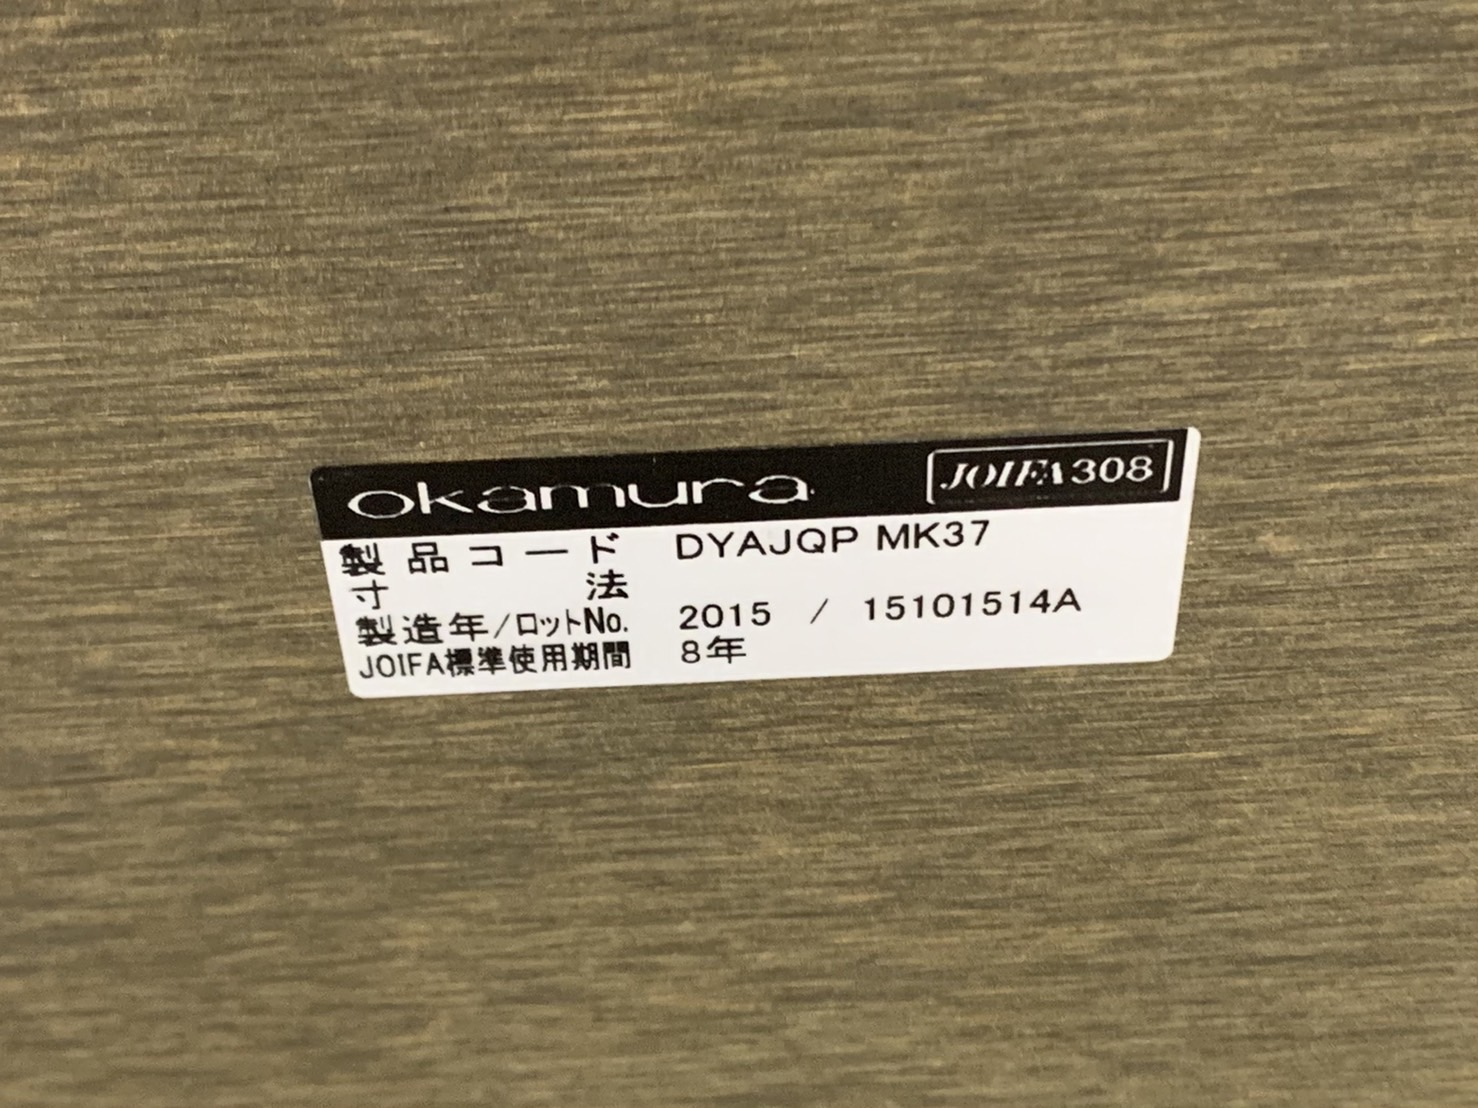 okamura JOIFA308
製品コード DYAJQP MK37
寸法
製造年/ロットNo. 2015 / 15101514A
JOIFA標準使用期間 8年